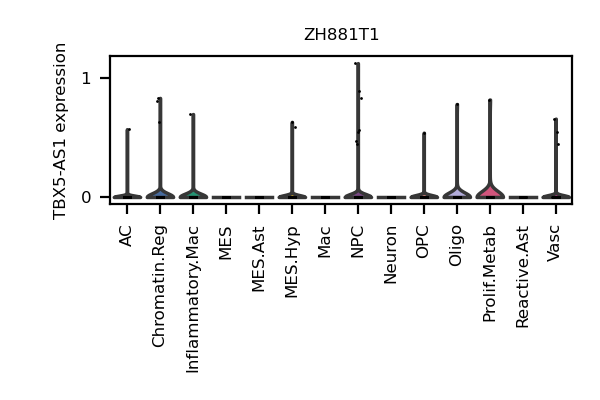 ZH881T1
TBX5-AS1 expression
1
0
AC
Chromatin.Reg
Inflammatory.Mac
MES
MES.Ast
MES.Hyp
Mac
NPC
Neuron
OPC
Oligo
Prolif.Metab
Reactive.Ast
Vasc